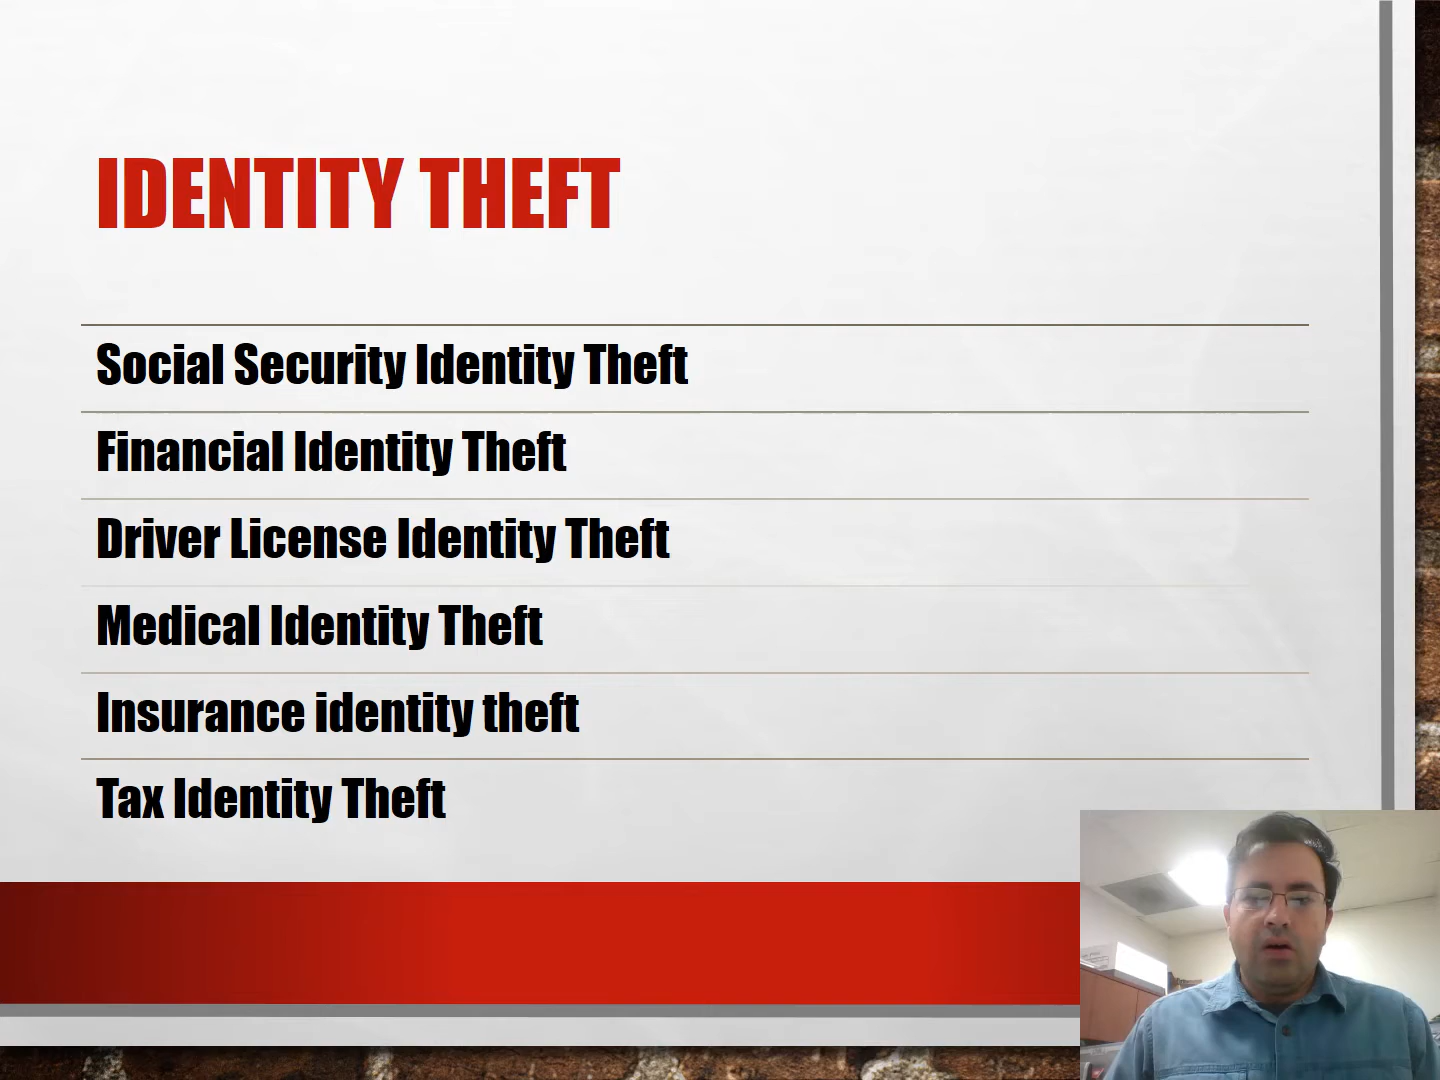 IDENTITY THEFT
Social Security Identity Theft
Financial Identity Theft
Driver License Identity Theft
Medical Identity Theft
Insurance identity theft
Tax Identity Theft